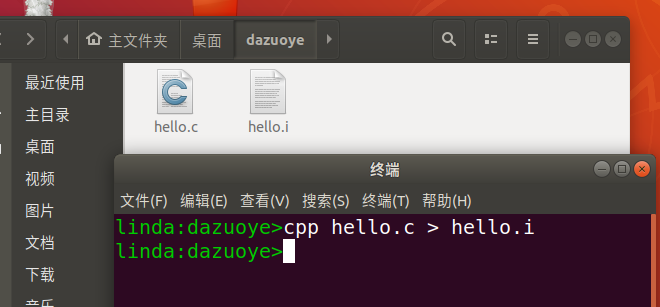 主文件夹 桌面 dazuoye
最近使用
主目录
桌面
视频
图片
文档
下载
音乐
hello.c hello.i
终端
文件(F) 编辑(E) 查看(V) 搜索(S) 终端(T) 帮助(H)
linda:dazuoye>cpp hello.c > hello.i
linda:dazuoye>